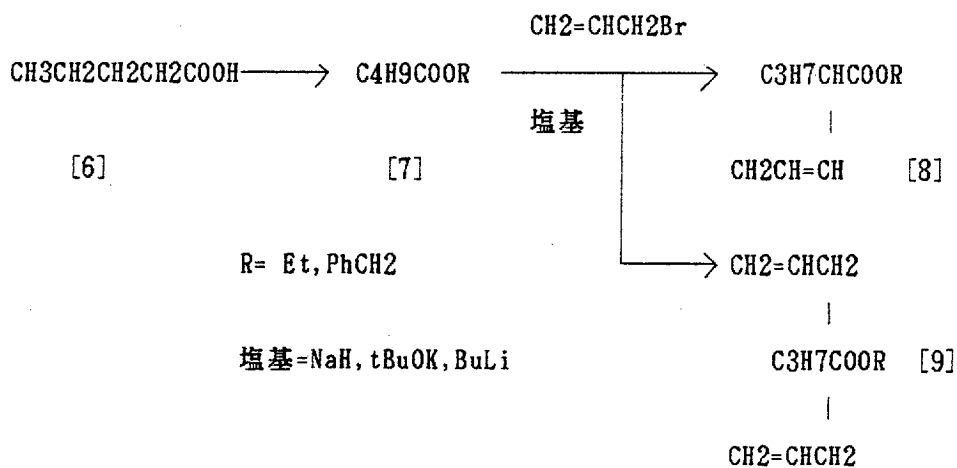 CH2=CHCH2Br
CH3CH2CH2CH2COOH C4H9COOR C3H7CHCOOR
塩基
[6] [7] CH2CH=CH [8]
R= Et,PhCH2 CH2=CHCH2
塩基=NaH,tBuOK,BuLi C3H7COOR [9]
CH2=CHCH2